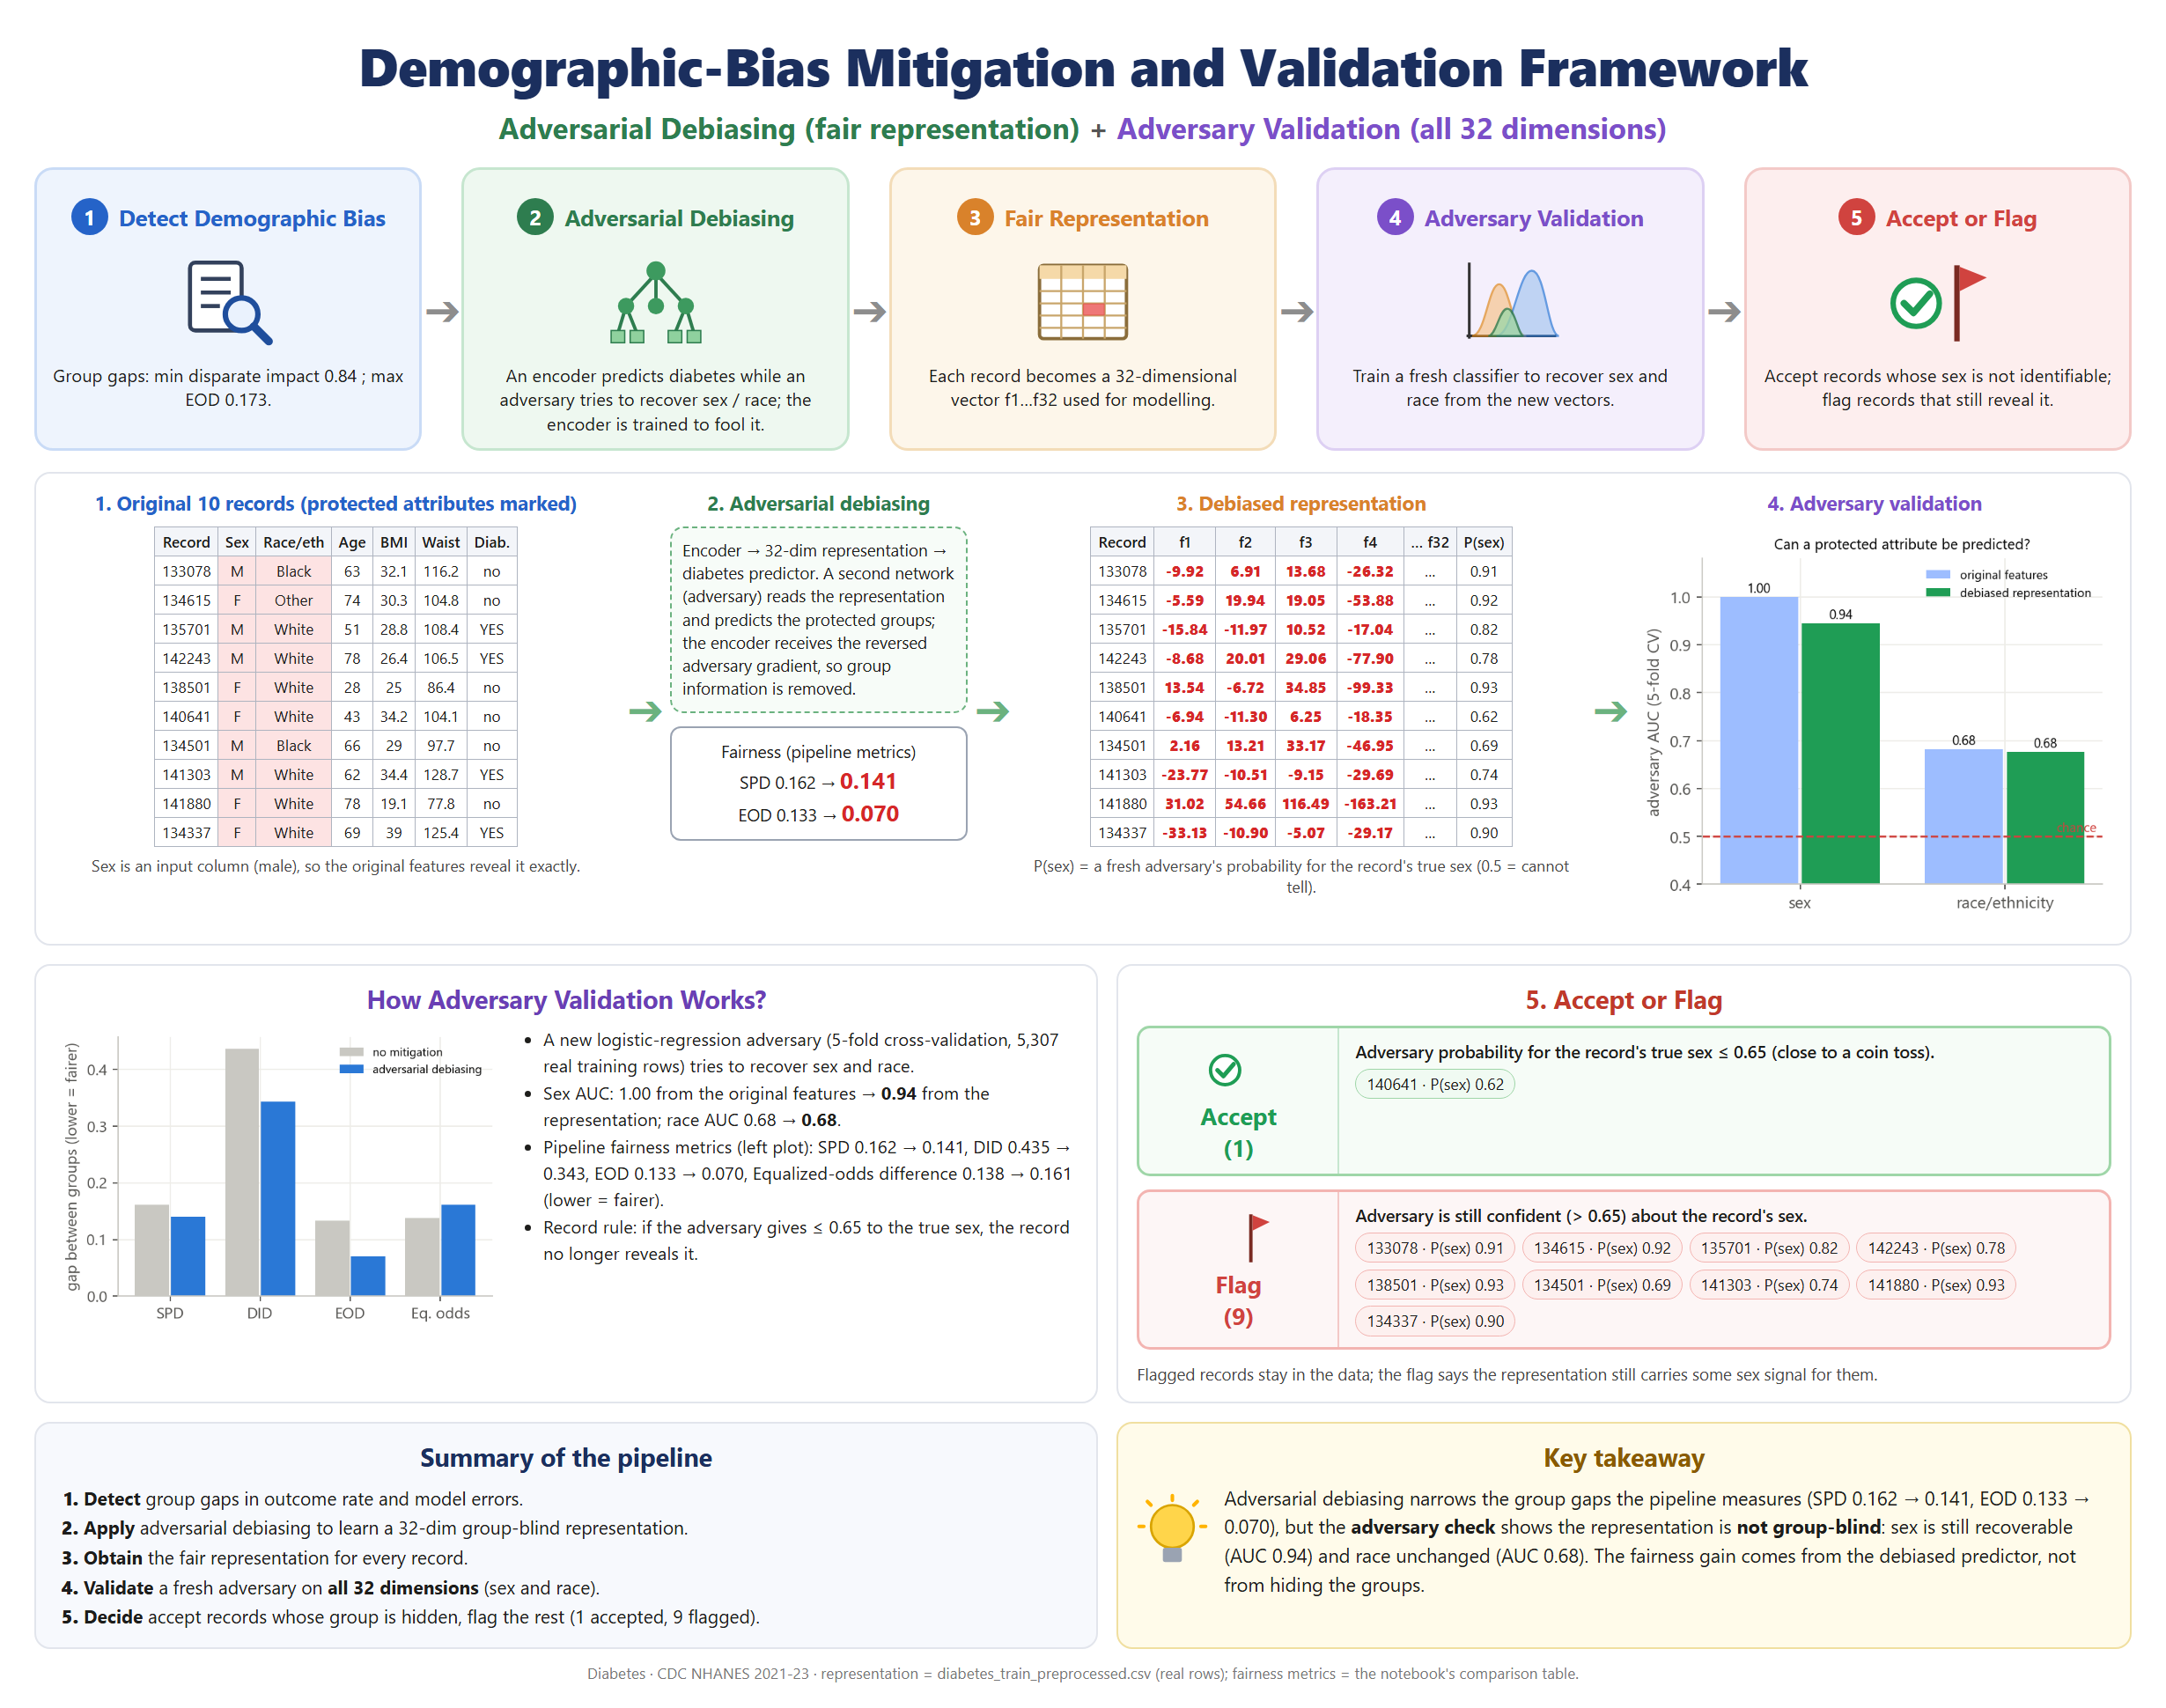 Demographic-Bias Mitigation and Validation Framework
Adversarial Debiasing (fair representation) + Adversary Validation (all 32 dimensions)
1 Detect Demographic Bias
Group gaps: min disparate impact 0.84 ; max
EOD 0.173.
2 Adversarial Debiasing
An encoder predicts diabetes while an
adversary tries to recover sex / race; the
encoder is trained to fool it.
3 Fair Representation
Each record becomes a 32-dimensional
vector f1...f32 used for modelling.
4 Adversary Validation
Train a fresh classifier to recover sex and
race from the new vectors.
5 Accept or Flag
Accept records whose sex is not identifiable;
flag records that still reveal it.
1. Original 10 records (protected attributes marked)
Record Sex Race/eth Age BMI Waist Diab.
133078 M Black 63 32.1 116.2 no
134615 F Other 74 30.3 104.8 no
135701 M White 51 28.8 108.4 YES
142243 M White 78 26.4 106.5 YES
138501 F White 28 25 86.4 no
140641 F White 43 34.2 104.1 no
134501 M Black 66 29 97.7 no
141303 M White 62 34.4 128.7 YES
141880 F White 78 19.1 77.8 no
134337 F White 69 39 125.4 YES
Sex is an input column (male), so the original features reveal it exactly.
2. Adversarial debiasing
Encoder → 32-dim representation →
diabetes predictor. A second network
(adversary) reads the representation
and predicts the protected groups;
the encoder receives the reversed
adversary gradient, so group
information is removed.
Fairness (pipeline metrics)
SPD 0.162 → 0.141
EOD 0.133 → 0.070
3. Debiased representation
Record f1 f2 f3 f4 ... f32 P(sex)
133078 -9.92 6.91 13.68 -26.32 ... 0.91
134615 -5.59 19.94 19.05 -53.88 ... 0.92
135701 -15.84 -11.97 10.52 -17.04 ... 0.82
142243 -8.68 20.01 29.06 -77.90 ... 0.78
138501 13.54 -6.72 34.85 -99.33 ... 0.93
140641 -6.94 -11.30 6.25 -18.35 ... 0.62
134501 2.16 13.21 33.17 -46.95 ... 0.69
141303 -23.77 -10.51 -9.15 -29.69 ... 0.74
141880 31.02 54.66 116.49 -163.21 ... 0.93
134337 -33.13 -10.90 -5.07 -29.17 ... 0.90
P(sex) = a fresh adversary's probability for the record's true sex (0.5 = cannot
tell).
4. Adversary validation
Can a protected attribute be predicted?
original features
debiased representation
adversary AUC (5-fold CV)
1.0
0.9
0.8
0.7
0.6
0.5
0.4
1.00
0.94
0.68
0.68
sex
race/ethnicity
How Adversary Validation Works?
gap between groups (lower = fairer)
0.4
0.3
0.2
0.1
0.0
no mitigation
adversarial debiasing
SPD DID EOD Eq. odds
• A new logistic-regression adversary (5-fold cross-validation, 5,307
real training rows) tries to recover sex and race.
• Sex AUC: 1.00 from the original features → 0.94 from the
representation; race AUC 0.68 → 0.68.
• Pipeline fairness metrics (left plot): SPD 0.162 → 0.141, DID 0.435 →
0.343, EOD 0.133 → 0.070, Equalized-odds difference 0.138 → 0.161
(lower = fairer).
• Record rule: if the adversary gives ≤ 0.65 to the true sex, the record
no longer reveals it.
5. Accept or Flag
Accept
(1)
Adversary probability for the record's true sex ≤ 0.65 (close to a coin toss).
140641 · P(sex) 0.62
Flag
(9)
Adversary is still confident (> 0.65) about the record's sex.
133078 · P(sex) 0.91 134615 · P(sex) 0.92 135701 · P(sex) 0.82 142243 · P(sex) 0.78
138501 · P(sex) 0.93 134501 · P(sex) 0.69 141303 · P(sex) 0.74 141880 · P(sex) 0.93
134337 · P(sex) 0.90
Flagged records stay in the data; the flag says the representation still carries some sex signal for them.
Summary of the pipeline
1. Detect group gaps in outcome rate and model errors.
2. Apply adversarial debiasing to learn a 32-dim group-blind representation.
3. Obtain the fair representation for every record.
4. Validate a fresh adversary on all 32 dimensions (sex and race).
5. Decide accept records whose group is hidden, flag the rest (1 accepted, 9 flagged).
Key takeaway
Adversarial debiasing narrows the group gaps the pipeline measures (SPD 0.162 → 0.141, EOD 0.133 →
0.070), but the adversary check shows the representation is not group-blind: sex is still recoverable
(AUC 0.94) and race unchanged (AUC 0.68). The fairness gain comes from the debiased predictor, not
from hiding the groups.
Diabetes · CDC NHANES 2021-23 · representation = diabetes_train_preprocessed.csv (real rows); fairness metrics = the notebook's comparison table.